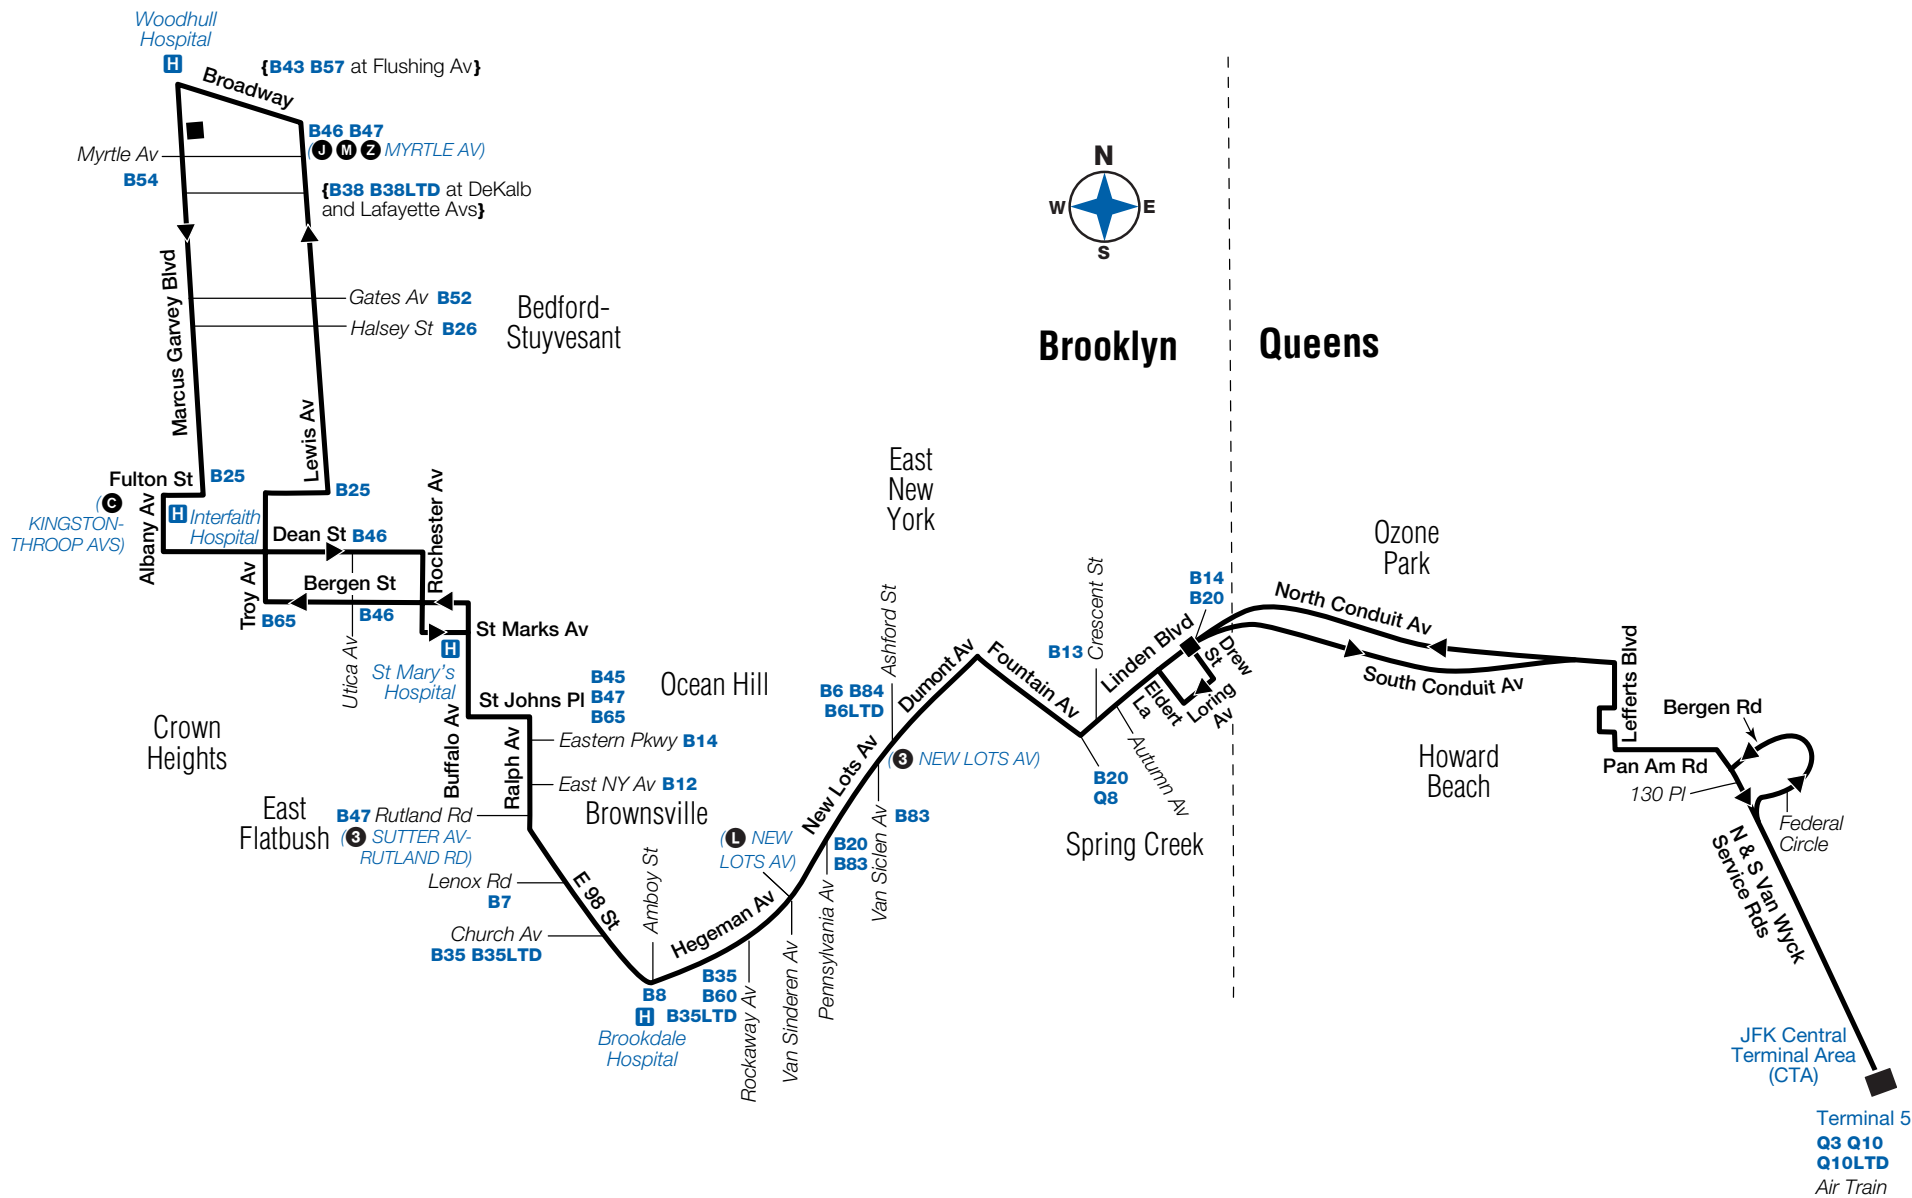 Woodhull
Hospital
H
{B43 B57 at Flushing Av}
Broadway
B46 B47
(J M Z MYRTLE AV)
Myrtle Av
B54
{B38 B38LTD at DeKalb
and Lafayette Avs}
Marcus Garvey Blvd
Lewis Av
Gates Av B52
Halsey St B26
Bedford-
Stuyvesant
N
W E
S
Brooklyn
Queens
Fulton St
B25
B25
(C
KINGSTON-
THROOP AVS)
Albany Av
H Interfaith
Hospital
Dean St B46
Rochester Av
Troy Av
Bergen St
B65
B46
Utica Av
St Marks Av
H
St Mary's
Hospital
St Johns Pl
B45
B47
B65
Ocean Hill
Crown
Heights
Buffalo Av
Ralph Av
Eastern Pkwy B14
East NY Av B12
East
Flatbush
B47 Rutland Rd
(3 SUTTER AV-
RUTLAND RD)
Brownsville
Lenox Rd
B7
E 98 St
Church Av
B35 B35LTD
Amboy St
B8
H
Brookdale
Hospital
Hegeman Av
B35
B60
B35LTD
Rockaway Av
(L NEW
LOTS AV)
Van Sinderen Av
New Lots Av
Pennsylvania Av
B20
B83
Van Siclen Av
B83
(3 NEW LOTS AV)
B6 B84
B6LTD
Ashford St
East
New
York
Dumont Av
Fountain Av
B20
Q8
B13
Crescent St
Linden Blvd
Autumn Av
Spring Creek
B14
B20
Eldert
La
Loring
Av
Drew
St
Ozone
Park
North Conduit Av
South Conduit Av
Howard
Beach
Lefferts Blvd
Pan Am Rd
130 Pl
Bergen Rd
Federal
Circle
N & S Van Wyck
Service Rds
JFK Central
Terminal Area
(CTA)
Terminal 5
Q3 Q10
Q10LTD
Air Train